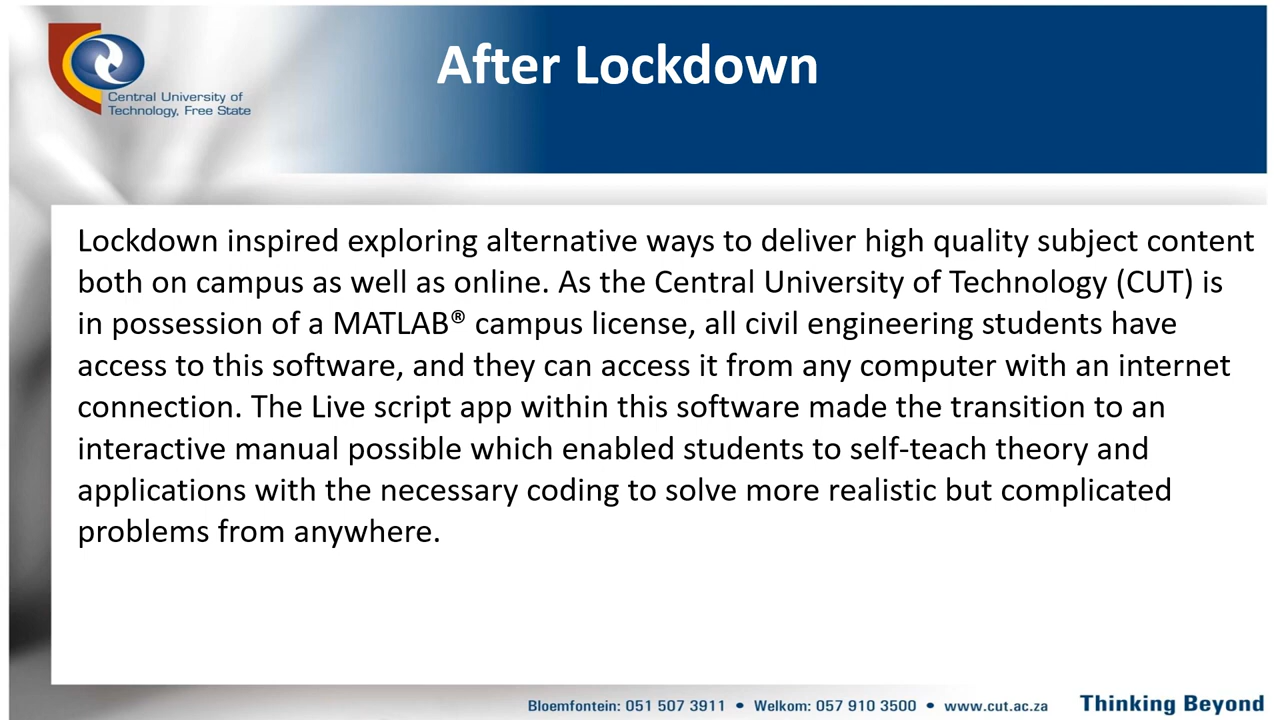 After Lockdown
Central University of
Technology, Free State
Lockdown inspired exploring alternative ways to deliver high quality subject content
both on campus as well as online. As the Central University of Technology (CUT) is
in possession of a MATLAB® campus license, all civil engineering students have
access to this software, and they can access it from any computer with an internet
connection. The Live script app within this software made the transition to an
interactive manual possible which enabled students to self-teach theory and
applications with the necessary coding to solve more realistic but complicated
problems from anywhere.
Bloemfontein: 051 507 3911 • Welkom: 057 910 3500 • www.cut.ac.za Thinking Beyond